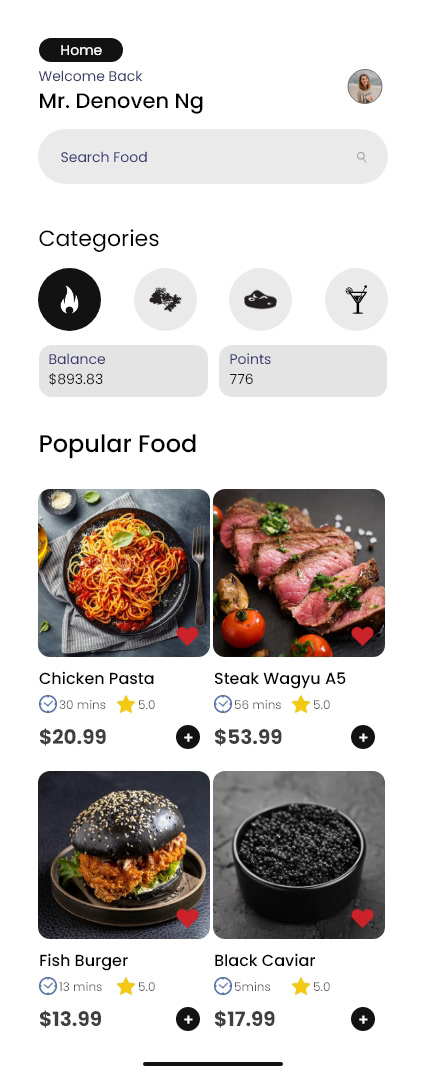 Home
Welcome Back
Mr. Denoven Ng
Search Food
Categories
Balance
$893.83
Points
776
Popular Food
Chicken Pasta
30 mins 5.0
$20.99
Steak Wagyu A5
56 mins 5.0
$53.99
Fish Burger
13 mins 5.0
$13.99
Black Caviar
5mins 5.0
$17.99